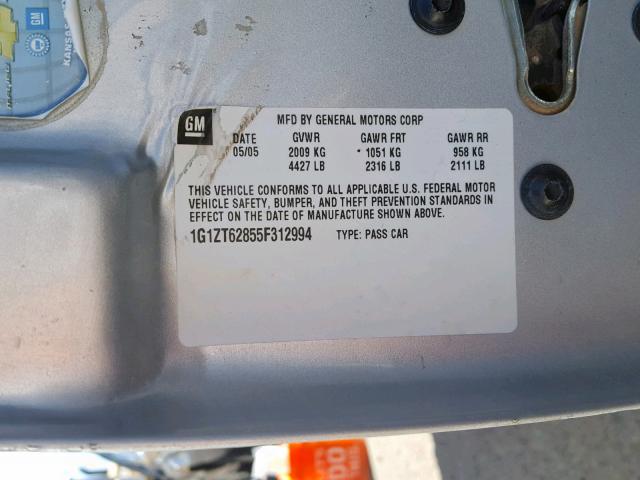 GM
KANSAS
GM
MFD BY GENERAL MOTORS CORP
DATE GVWR GAWR FRT GAWR RR
05/05 2009 KG * 1051 KG 958 KG
4427 LB 2316 LB 2111 LB
THIS VEHICLE CONFORMS TO ALL APPLICABLE U.S. FEDERAL MOTOR
VEHICLE SAFETY, BUMPER, AND THEFT PREVENTION STANDARDS IN
EFFECT ON THE DATE OF MANUFACTURE SHOWN ABOVE.
1G1ZT62855F312994 TYPE: PASS CAR